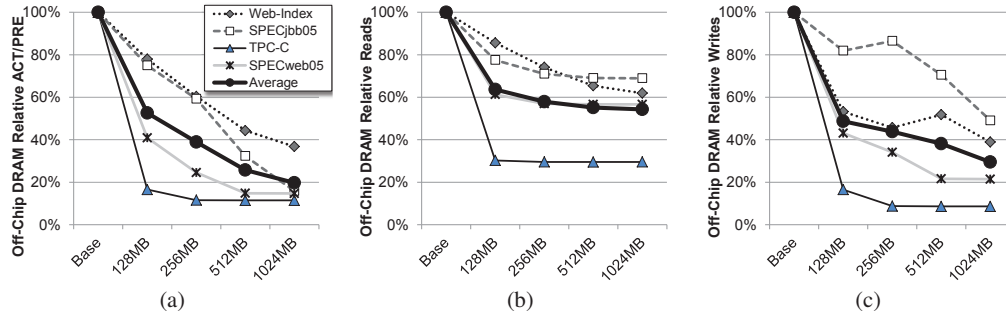 Off-Chip DRAM Relative ACT/PRE
100%
80%
60%
40%
20%
0%
Web-Index
SPECjbb05
TPC-C
SPECweb05
Average
Base
128MB
256MB
512MB
1024MB
(a)
Off-Chip DRAM Relative Reads
100%
80%
60%
40%
20%
0%
Base
128MB
256MB
512MB
1024MB
(b)
Off-Chip DRAM Relative Writes
100%
80%
60%
40%
20%
0%
Base
128MB
256MB
512MB
1024MB
(c)